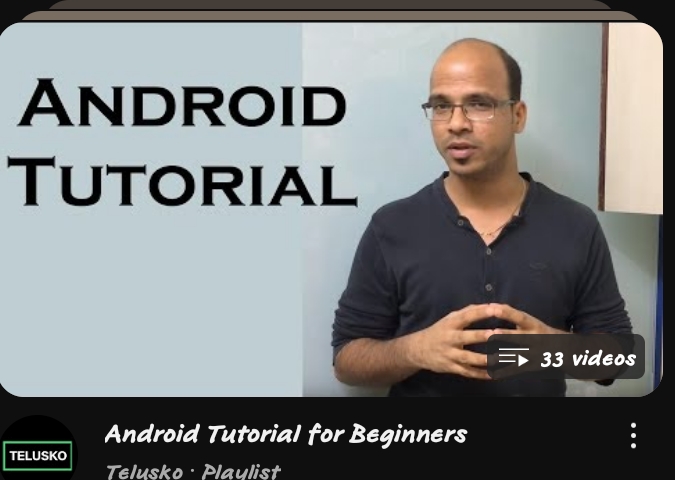 ANDROID
TUTORIAL
33 videos
TELUSKO
Android Tutorial for Beginners
Telusko · Playlist